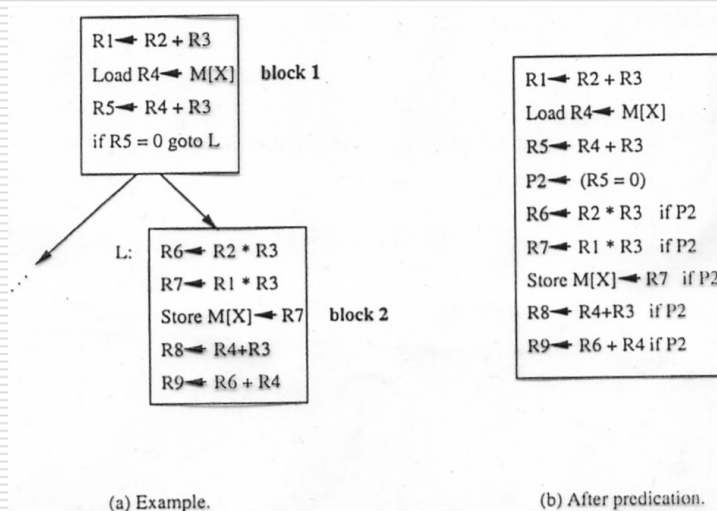 R1← R2 + R3
Load R4← M[X]
R5← R4 + R3
if R5 = 0 goto L
block 1
L:
R6← R2 * R3
R7← R1 * R3
Store M[X]← R7
R8← R4+R3
R9← R6 + R4
block 2
(a) Example.
R1← R2 + R3
Load R4← M[X]
R5← R4 + R3
P2← (R5 = 0)
R6← R2 * R3 if P2
R7← R1 * R3 if P2
Store M[X]← R7 if P2
R8← R4+R3 if P2
R9← R6 + R4 if P2
(b) After predication.